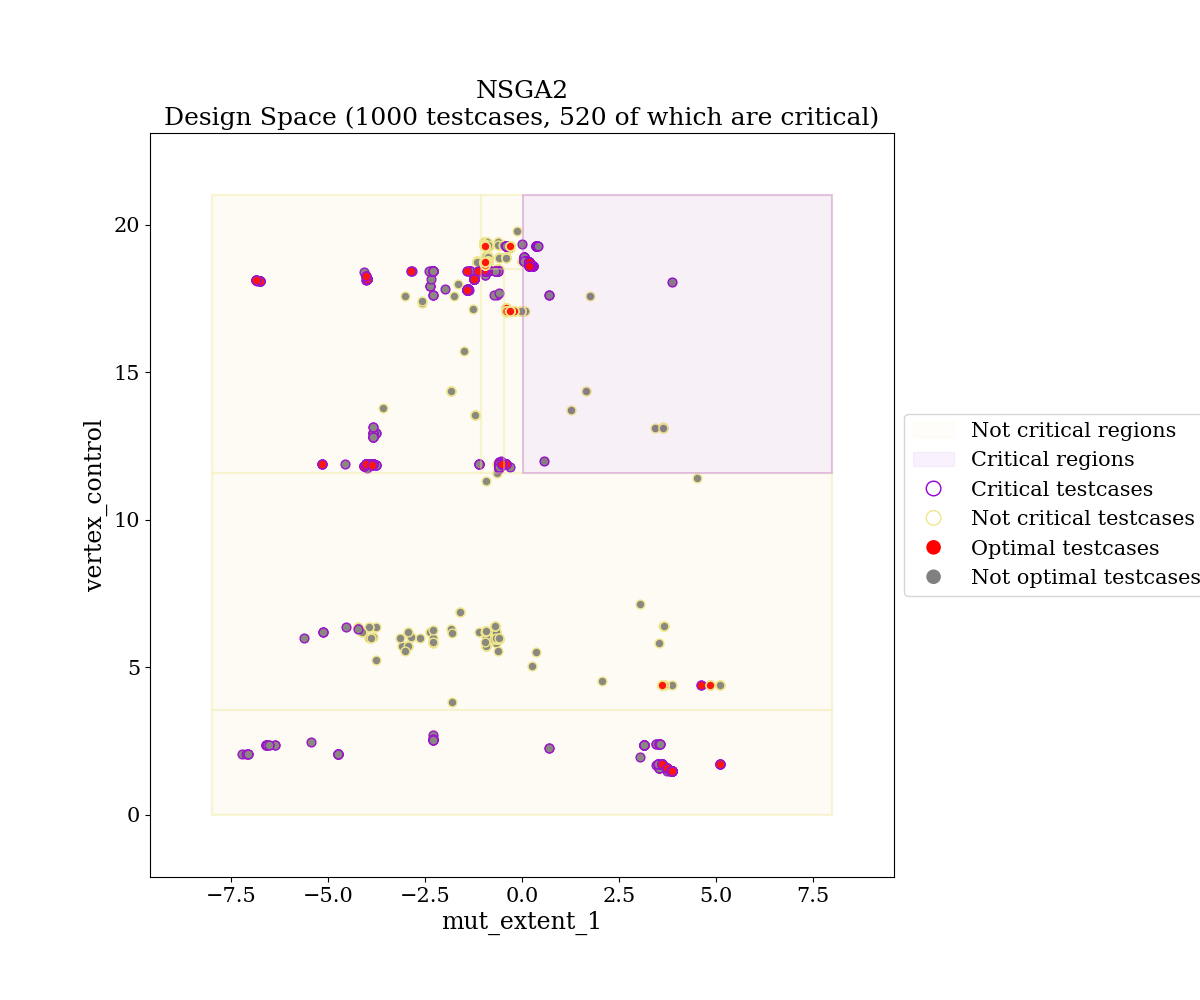 NSGA2
Design Space (1000 testcases, 520 of which are critical)
20
15
10
5
0
vertex_control
−7.5
−5.0
−2.5
0.0
2.5
5.0
7.5
mut_extent_1
Not critical regions
Critical regions
Critical testcases
Not critical testcases
Optimal testcases
Not optimal testcases